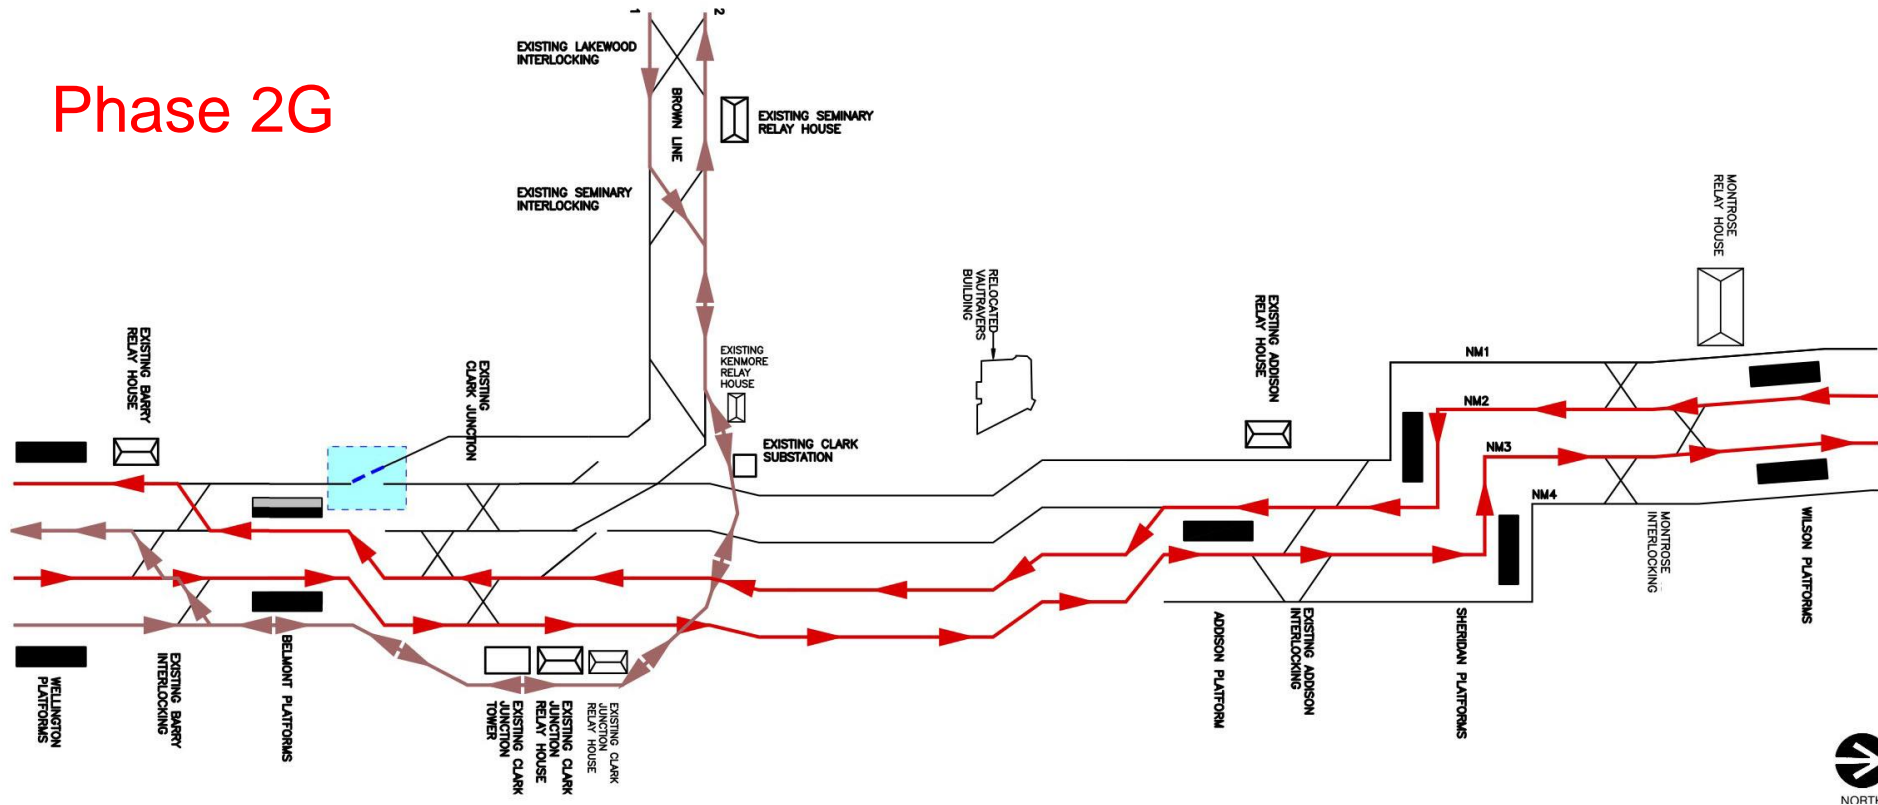 Phase 2G
1
2
EXISTING LAKEWOOD
INTERLOCKING
BROWN LINE
EXISTING SEMINARY
RELAY HOUSE
EXISTING SEMINARY
INTERLOCKING
MONTROSE
RELAY HOUSE
RELOCATED
VAUTRAVERS
BUILDING
EXISTING ADDISON
RELAY HOUSE
EXISTING BARRY
RELAY HOUSE
EXISTING
CLARK JUNCTION
EXISTING
KENMORE
RELAY
HOUSE
EXISTING CLARK
SUBSTATION
NM1
NM2
NM3
NM4
WELLINGTON
PLATFORMS
EXISTING BARRY
INTERLOCKING
BELMONT PLATFORMS
EXISTING CLARK
JUNCTION
TOWER
EXISTING CLARK
JUNCTION
RELAY HOUSE
EXISTING CLARK
JUNCTION
RELAY HOUSE
ADDISON PLATFORM
EXISTING ADDISON
INTERLOCKING
SHERIDAN PLATFORMS
MONTROSE
INTERLOCKING
WILSON PLATFORMS
NORTH